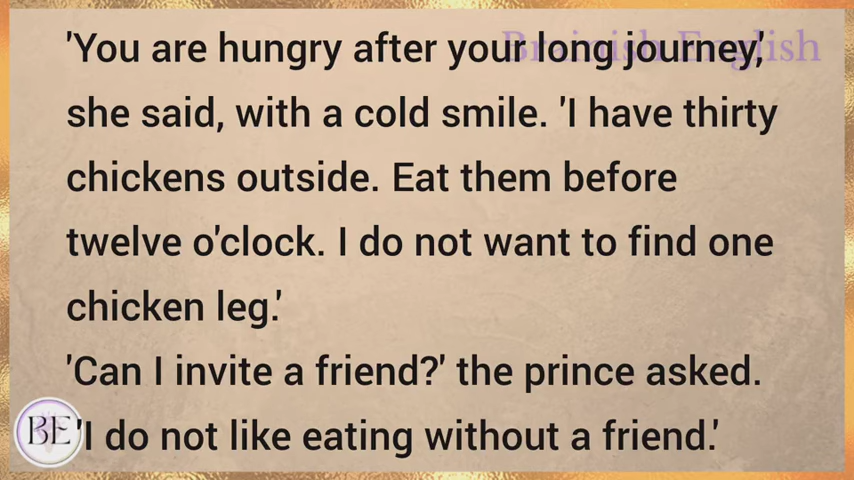 Brainish English
'You are hungry after your long journey,'
she said, with a cold smile. 'I have thirty
chickens outside. Eat them before
twelve o'clock. I do not want to find one
chicken leg.'
'Can I invite a friend?' the prince asked.
'I do not like eating without a friend.'
BE